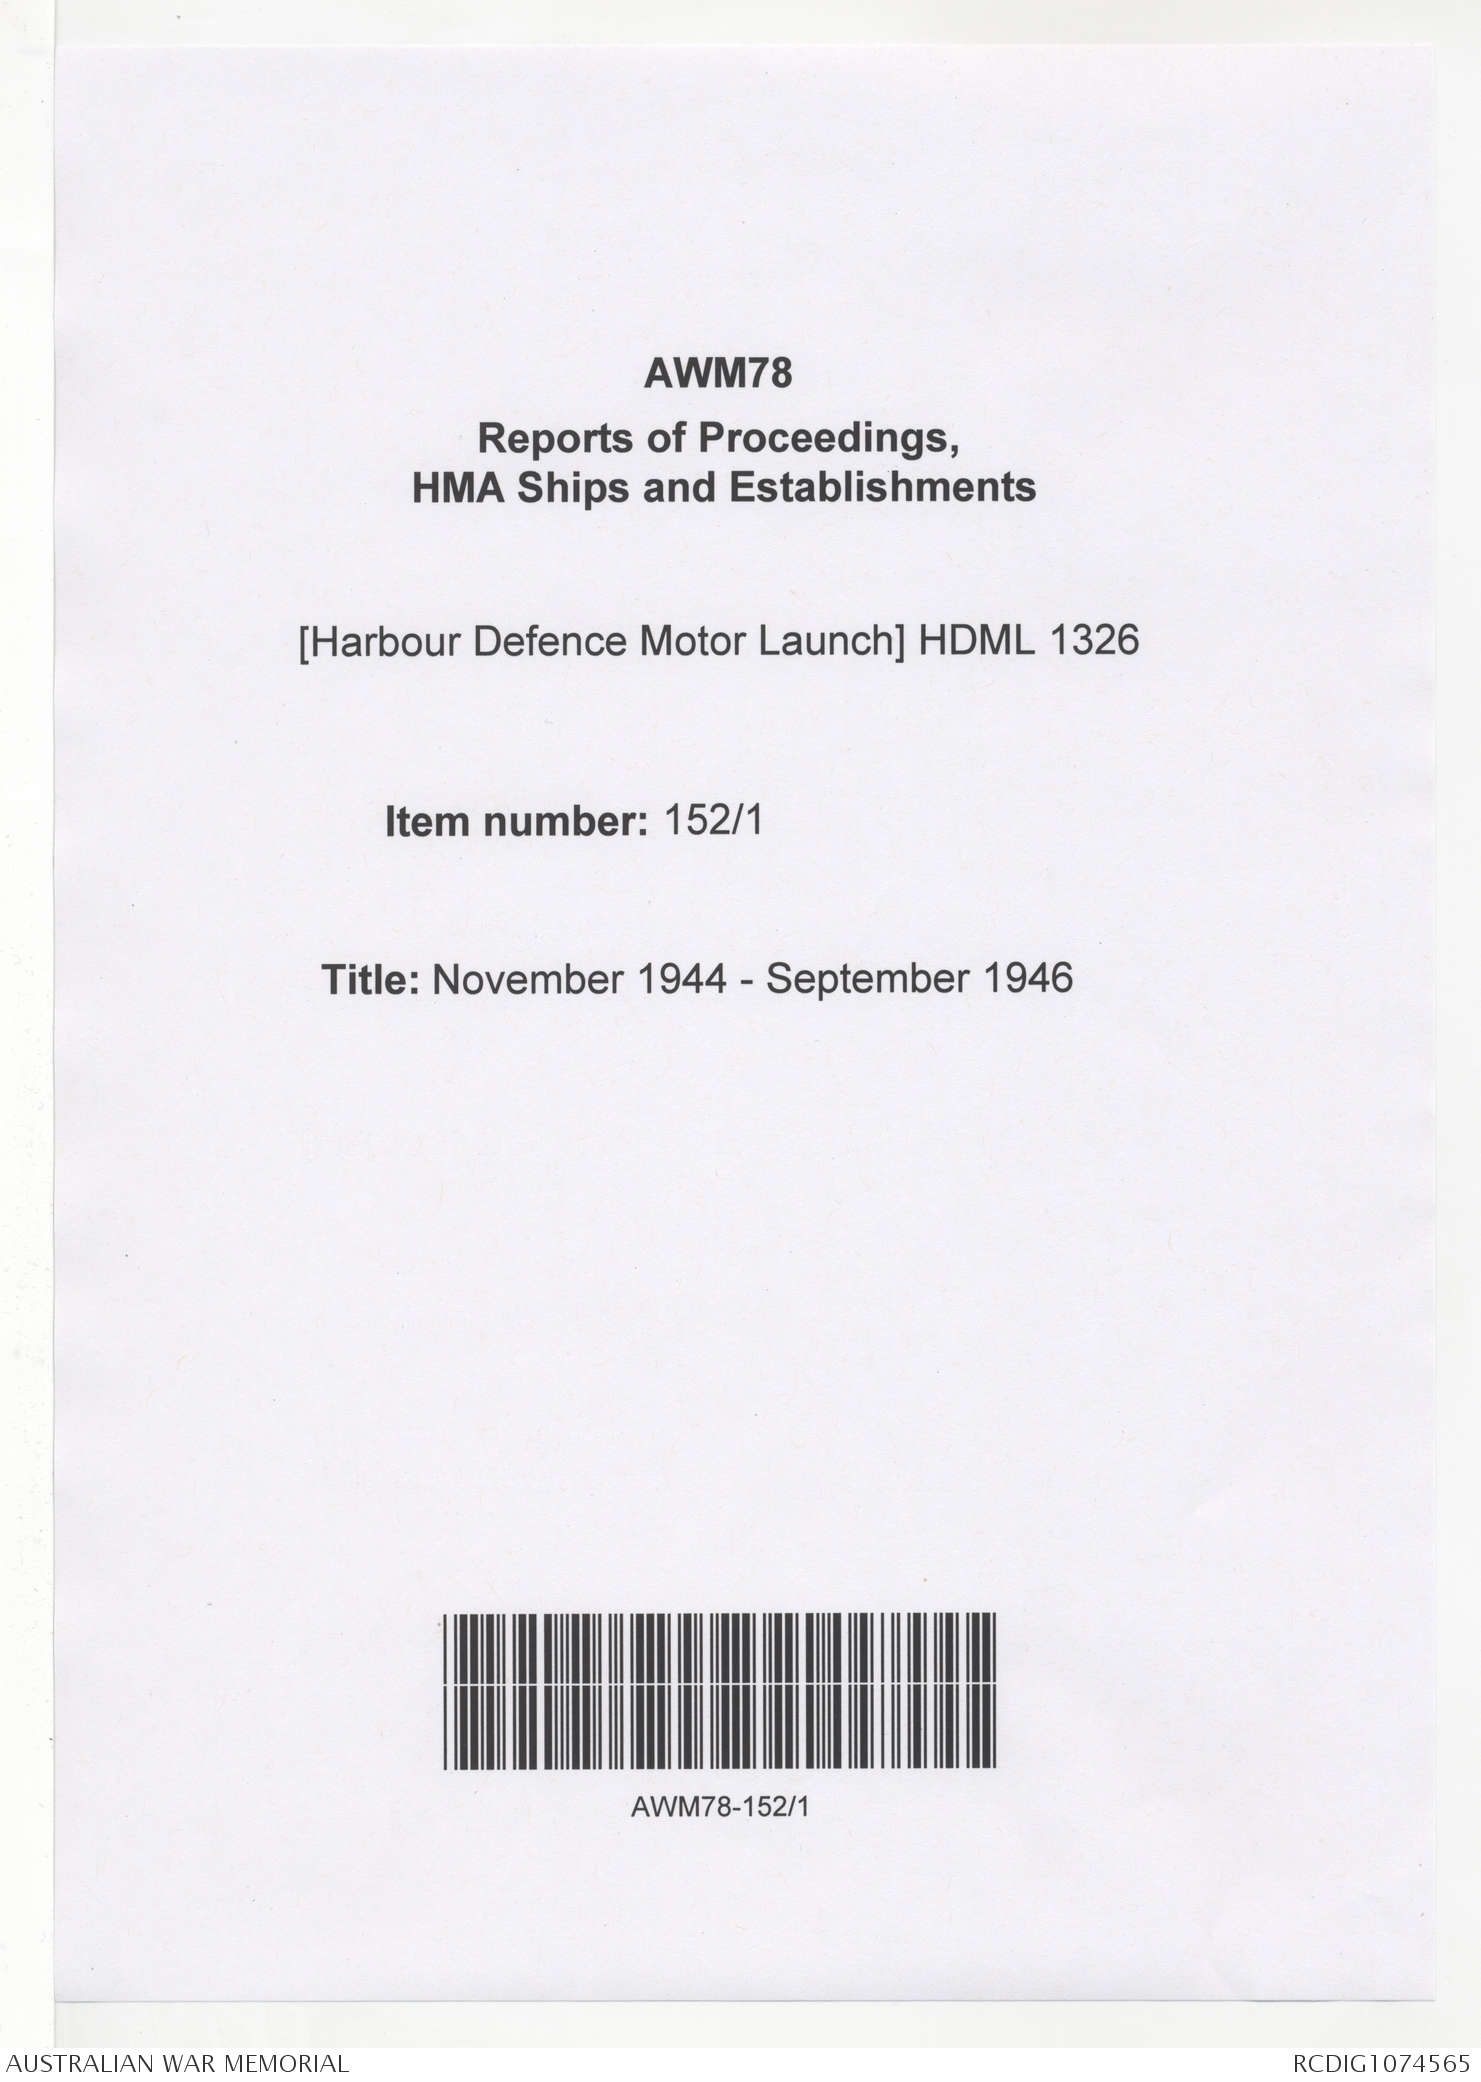 AWM78
Reports of Proceedings,
HMA Ships and Establishments
[Harbour Defence Motor Launch] HDML 1326
Item number: 152/1
Title: November 1944 - September 1946
AWM78-152/1
AUSTRALIAN WAR MEMORIAL
RCDIG1074565